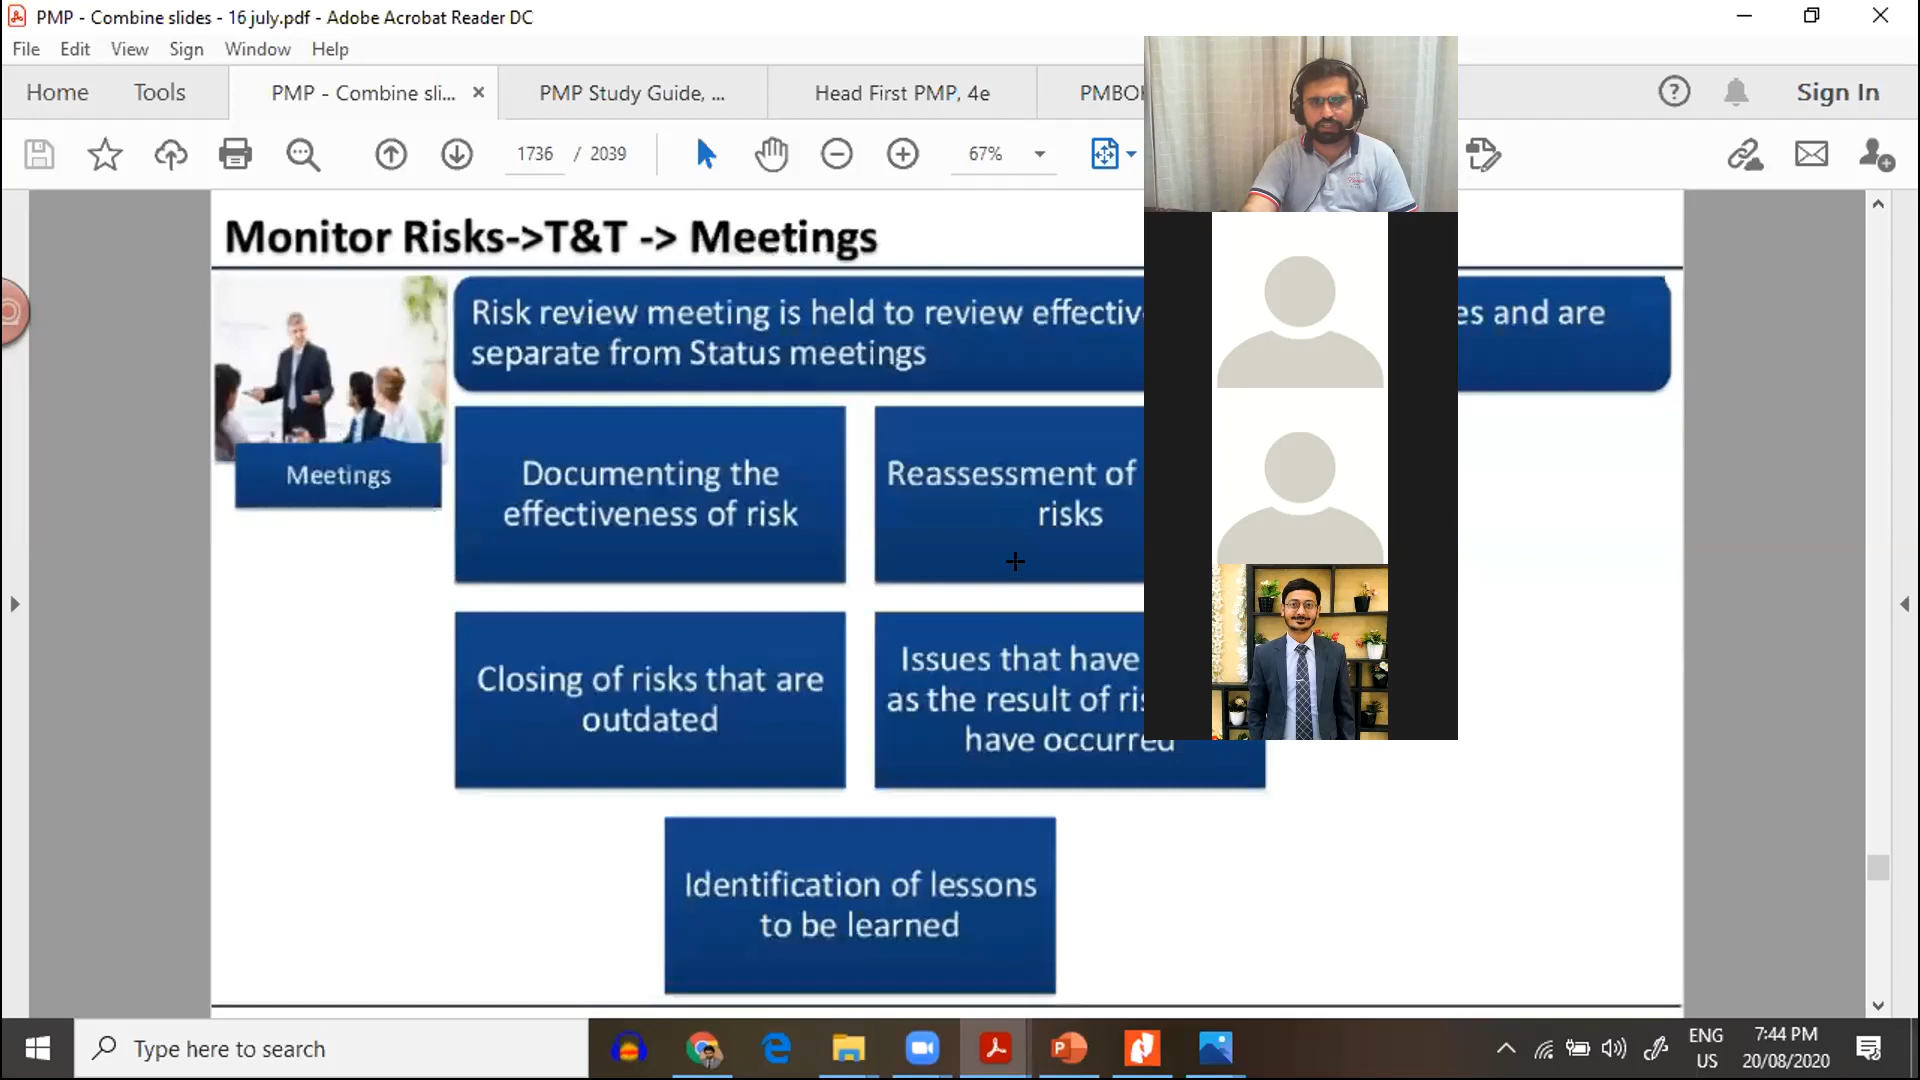 PMP - Combine slides - 16 july.pdf - Adobe Acrobat Reader DC
File Edit View Sign Window Help
Home Tools PMP - Combine sli... PMP Study Guide, ... Head First PMP, 4e Sign In
1736 / 2039 67%
Monitor Risks->T&T -> Meetings
Risk review meeting is held to review and are
separate from Status meetings
Meetings
Documenting the
effectiveness of risk
Reassessment of
risks
Closing of risks that are
outdated
Issues that have
as the result of
have occurred
Identification of lessons
to be learned
Type here to search
ENG
US
7:44 PM
20/08/2020